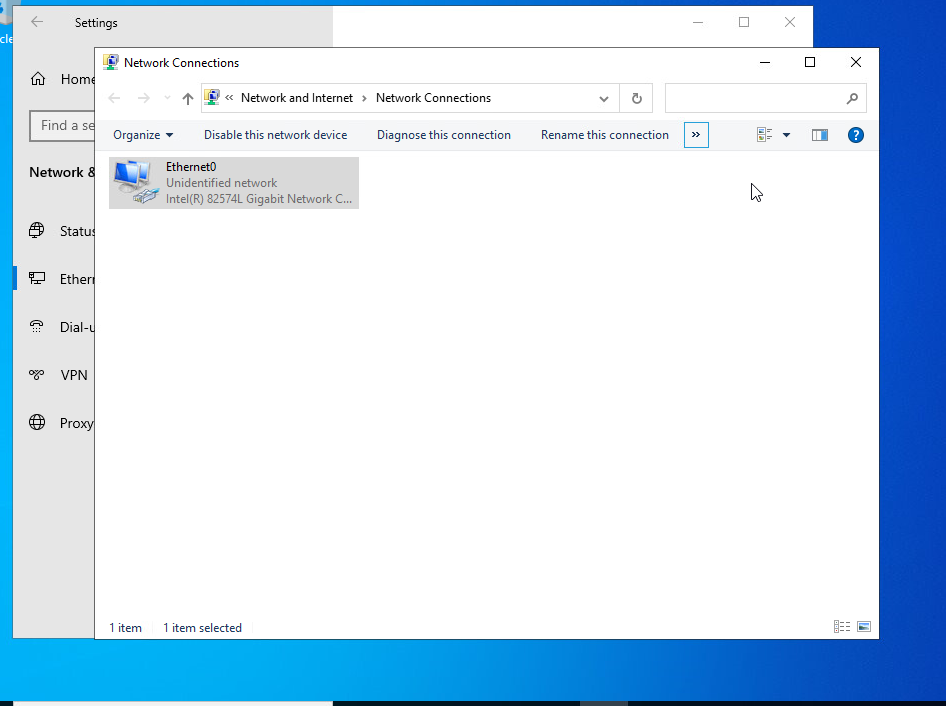 Settings
cle
Network Connections
Home
« Network and Internet › Network Connections
Find a se
Organize Disable this network device Diagnose this connection Rename this connection »
Ethernet0
Unidentified network
Intel(R) 82574L Gigabit Network C...
Network &
Status
Ethern
Dial-u
VPN
Proxy
1 item 1 item selected